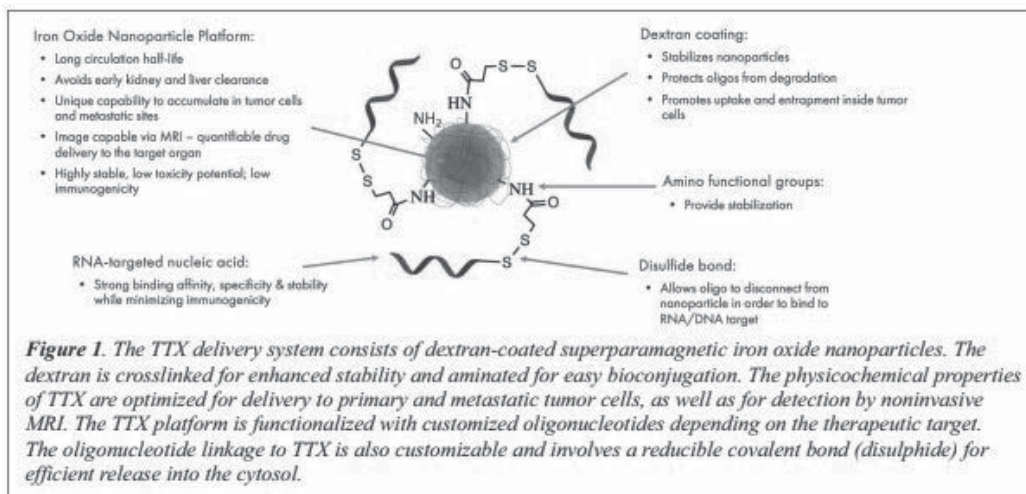 Iron Oxide Nanoparticle Platform:
• Long circulation half-life
• Avoids early kidney and liver clearance
• Unique capability to accumulate in tumor cells
and metastatic sites
• Image capable via MRI – quantifiable drug
delivery to the target organ
• Highly stable, low toxicity potential; low
immunogenicity
Dextran coating:
• Stabilizes nanoparticles
• Protects oligos from degradation
• Promotes uptake and entrapment inside tumor
cells
O
S–S
HN
NH₂
S
S
NH
O
NH
O
S
S
Amino functional groups:
• Provide stabilization
RNA-targeted nucleic acid:
• Strong binding affinity, specificity & stability
while minimizing immunogenicity
Disulfide bond:
• Allows oligo to disconnect from
nanoparticle in order to bind to
RNA/DNA target
Figure 1. The TTX delivery system consists of dextran-coated superparamagnetic iron oxide nanoparticles. The
dextran is crosslinked for enhanced stability and aminated for easy bioconjugation. The physicochemical properties
of TTX are optimized for delivery to primary and metastatic tumor cells, as well as for detection by noninvasive
MRI. The TTX platform is functionalized with customized oligonucleotides depending on the therapeutic target.
The oligonucleotide linkage to TTX is also customizable and involves a reducible covalent bond (disulphide) for
efficient release into the cytosol.